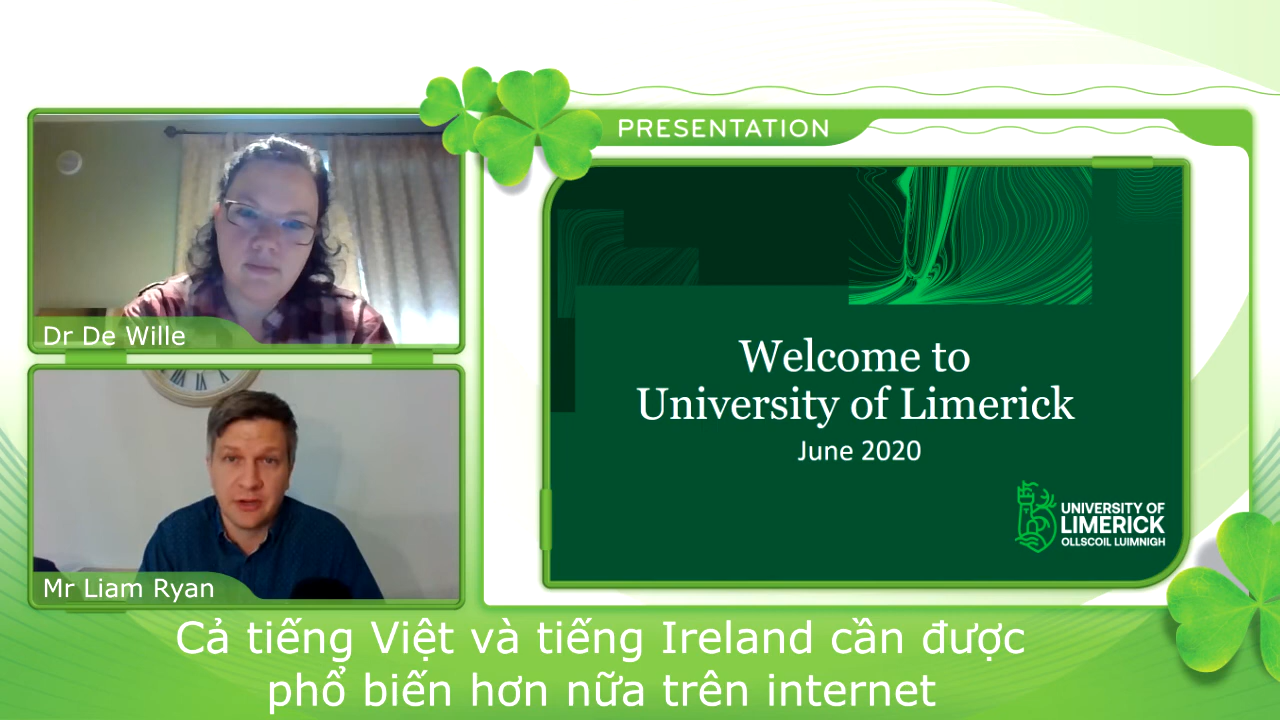 PRESENTATION
Dr De Wille
Mr Liam Ryan
Welcome to
University of Limerick
June 2020
UNIVERSITY OF
LIMERICK
OLLSCOIL LUIMNIGH
Cả tiếng Việt và tiếng Ireland cần được
phổ biến hơn nữa trên internet